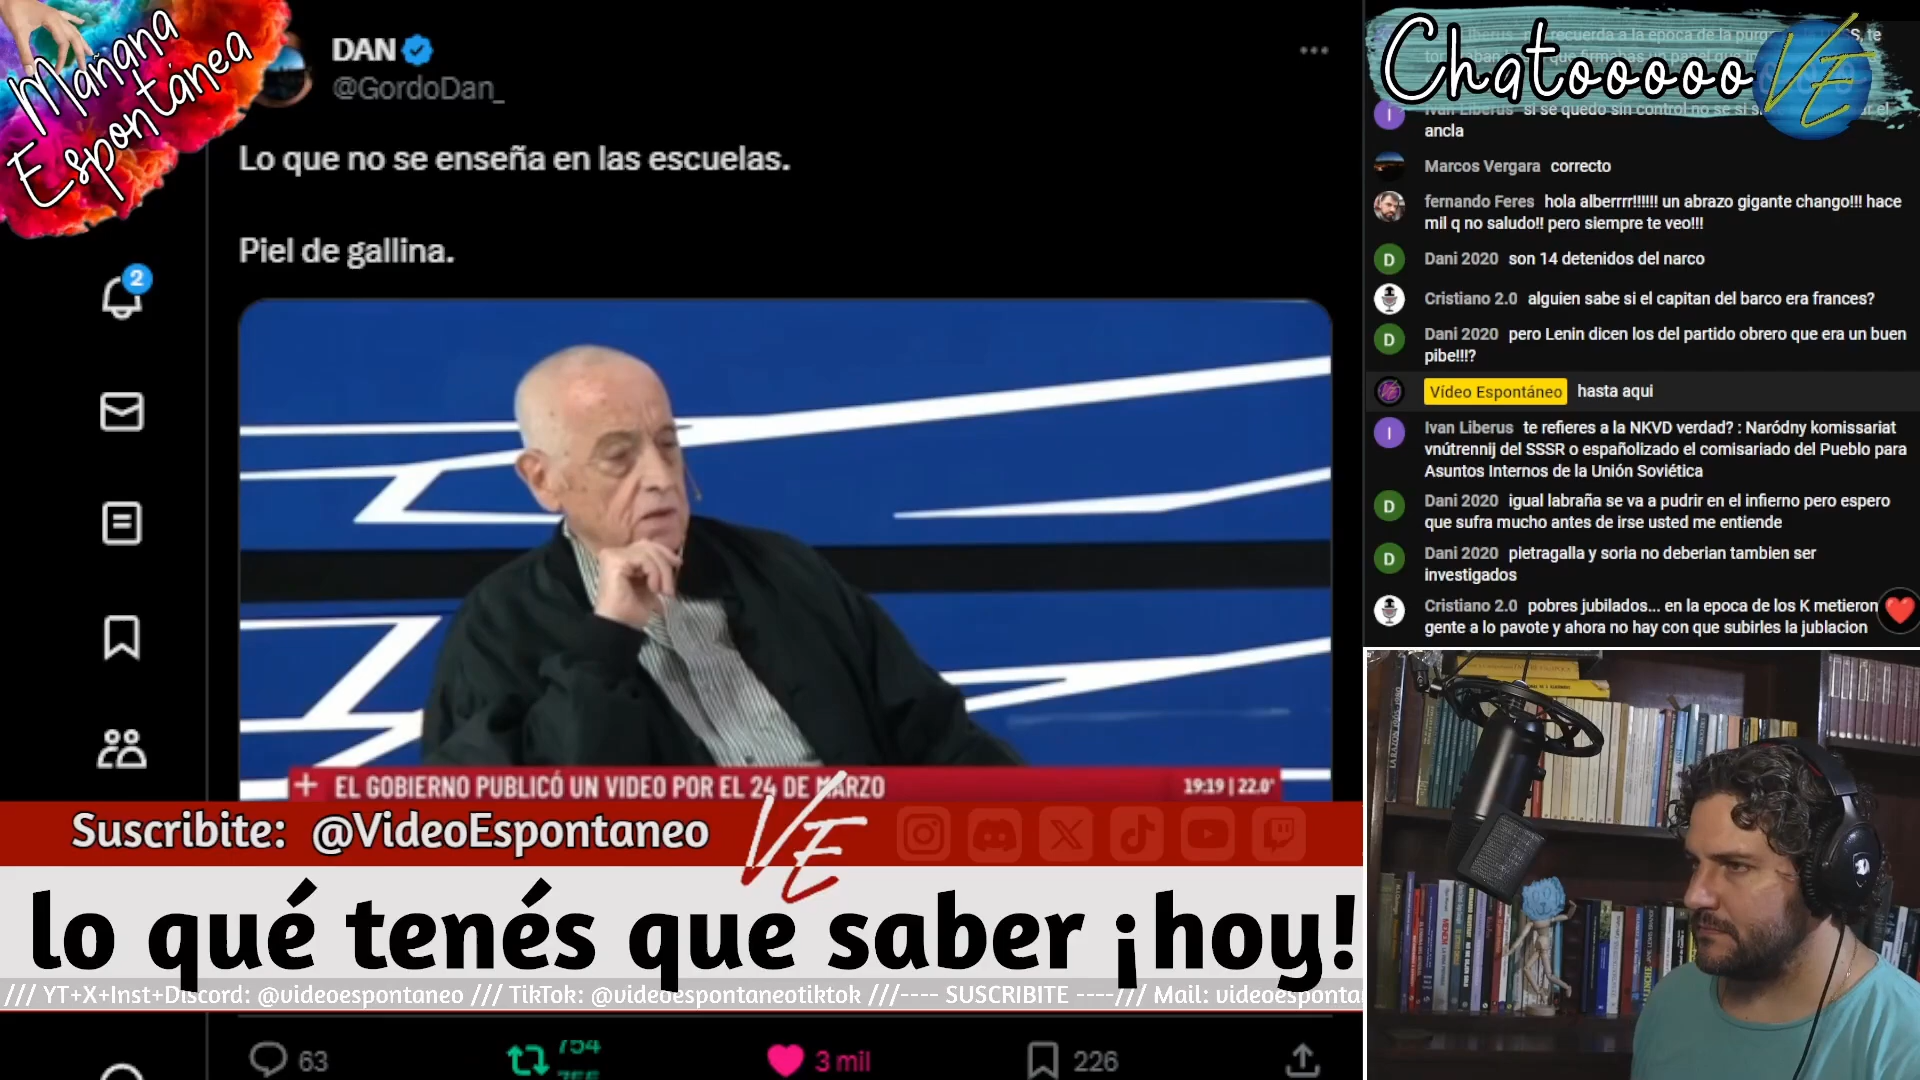 Mañana
Espontánea
DAN
@GordoDan_
Lo que no se enseña en las escuelas.
Piel de gallina.
2
EL GOBIERNO PUBLICÓ UN VIDEO POR EL 24 DE MARZO
19:19 | 22.0°
Suscribite: @VideoEspontaneo
VE
lo qué tenés que saber ¡hoy!
/// YT+X+Inst+Discord: @videoespontaneo /// TikTok: @videoespontaneotiktok ///---- SUSCRIBITE ----/// Mail: videoesponta
63
754
3 mil
226
Chatooooo
VE
ancla
Marcos Vergara correcto
fernando Feres hola alberrrr!!!!!! un abrazo gigante chango!!! hace
mil q no saludo!! pero siempre te veo!!!
D
Dani 2020 son 14 detenidos del narco
Cristiano 2.0 alguien sabe si el capitan del barco era frances?
D
Dani 2020 pero Lenin dicen los del partido obrero que era un buen
pibe!!!?
Vídeo Espontáneo hasta aqui
I
Ivan Liberus te refieres a la NKVD verdad? : Naródny komissariat
vnútrennij del SSSR o españolizado el comisariado del Pueblo para
Asuntos Internos de la Unión Soviética
D
Dani 2020 igual labraña se va a pudrir en el infierno pero espero
que sufra mucho antes de irse usted me entiende
D
Dani 2020 pietragalla y soria no deberian tambien ser
investigados
Cristiano 2.0 pobres jubilados... en la epoca de los K metieron
gente a lo pavote y ahora no hay con que subirles la jublacion